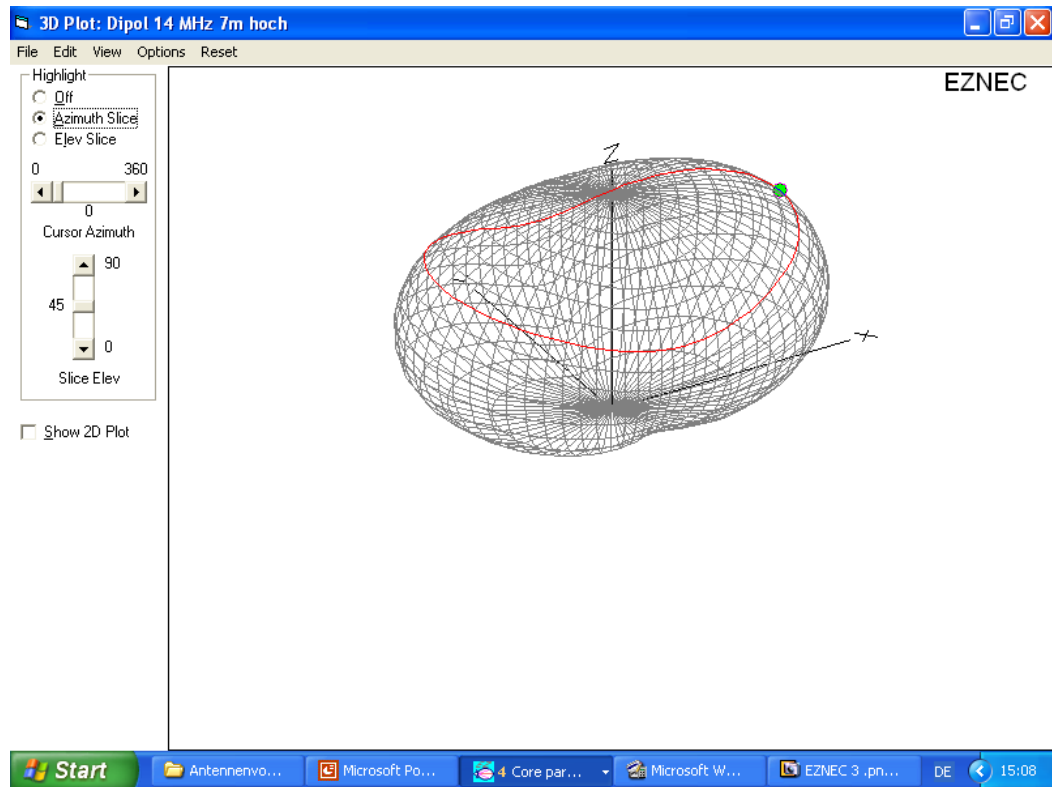 3D Plot: Dipol 14 MHz 7m hoch
File Edit View Options Reset
Highlight
Off
Azimuth Slice
Elev Slice
0 360
0
Cursor Azimuth
90
45
0
Slice Elev
Show 2D Plot
EZNEC
Z
Y
X
Start Antennenvo... Microsoft Po... 4 Core par... Microsoft W... EZNEC 3 .pn... DE 15:08